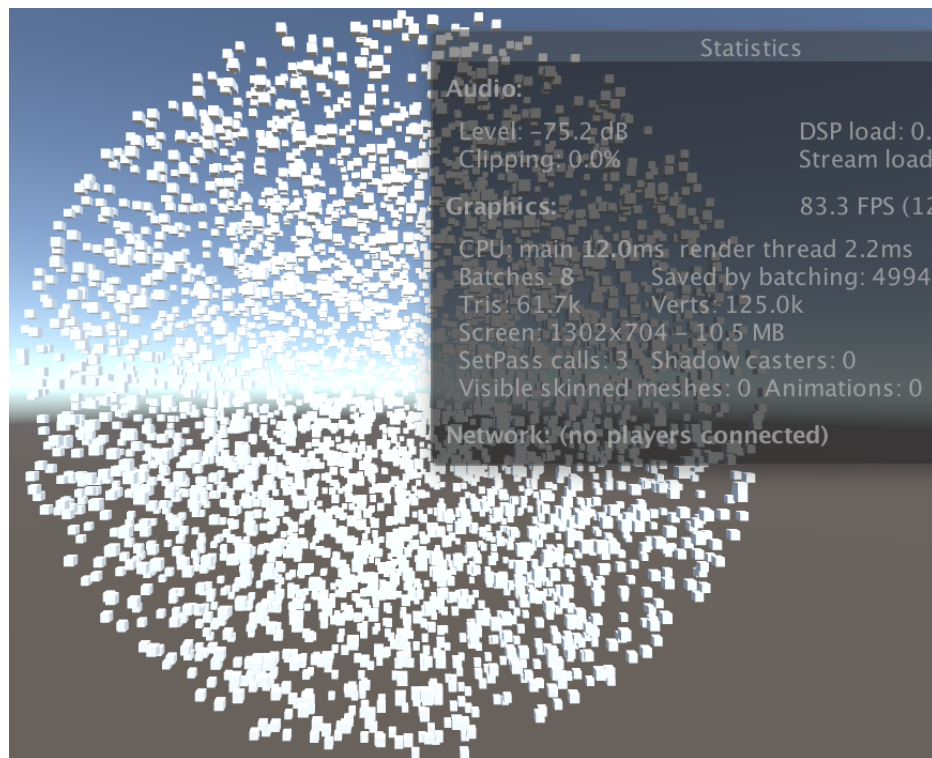 Statistics
Audio:
Level: -75.2 dB DSP load: 0.
Clipping: 0.0% Stream load
Graphics: 83.3 FPS (12
CPU: main 12.0ms render thread 2.2ms
Batches: 8 Saved by batching: 4994
Tris: 61.7k Verts: 125.0k
Screen: 1302x704 - 10.5 MB
SetPass calls: 3 Shadow casters: 0
Visible skinned meshes: 0 Animations: 0
Network: (no players connected)